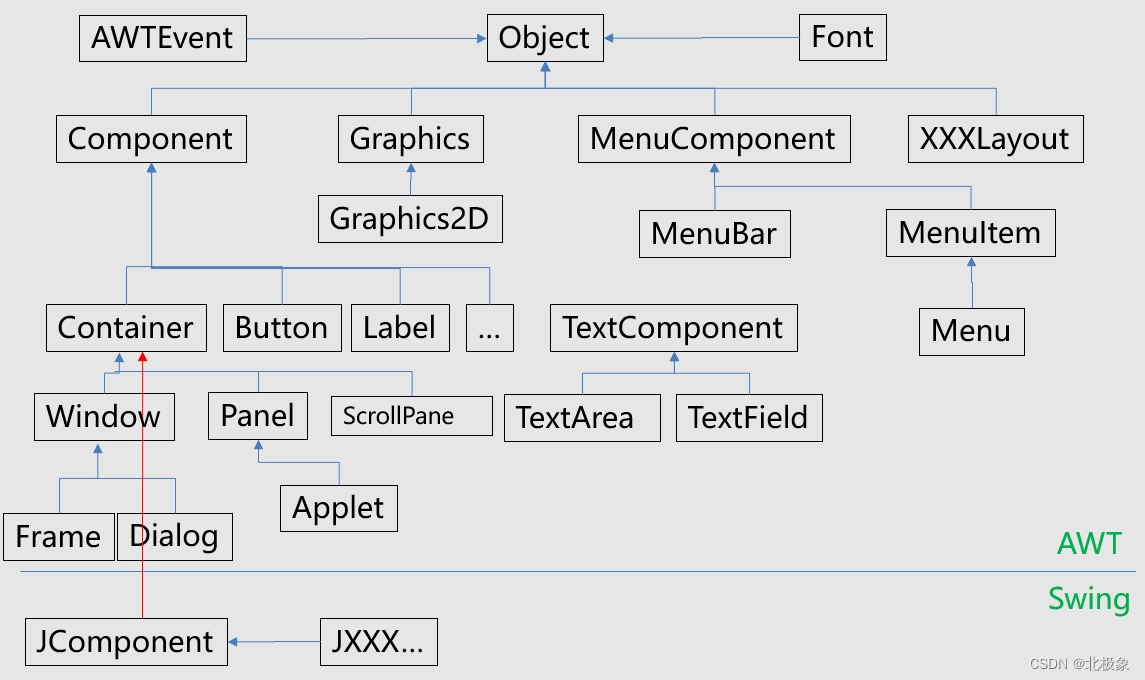 AWTEvent
Object
Font
Component
Graphics
MenuComponent
XXXLayout
Graphics2D
MenuBar
MenuItem
Container
Button
Label
...
TextComponent
Menu
Window
Panel
ScrollPane
TextArea
TextField
Applet
Frame
Dialog
AWT
Swing
JComponent
JXXX...
CSDN @北极象